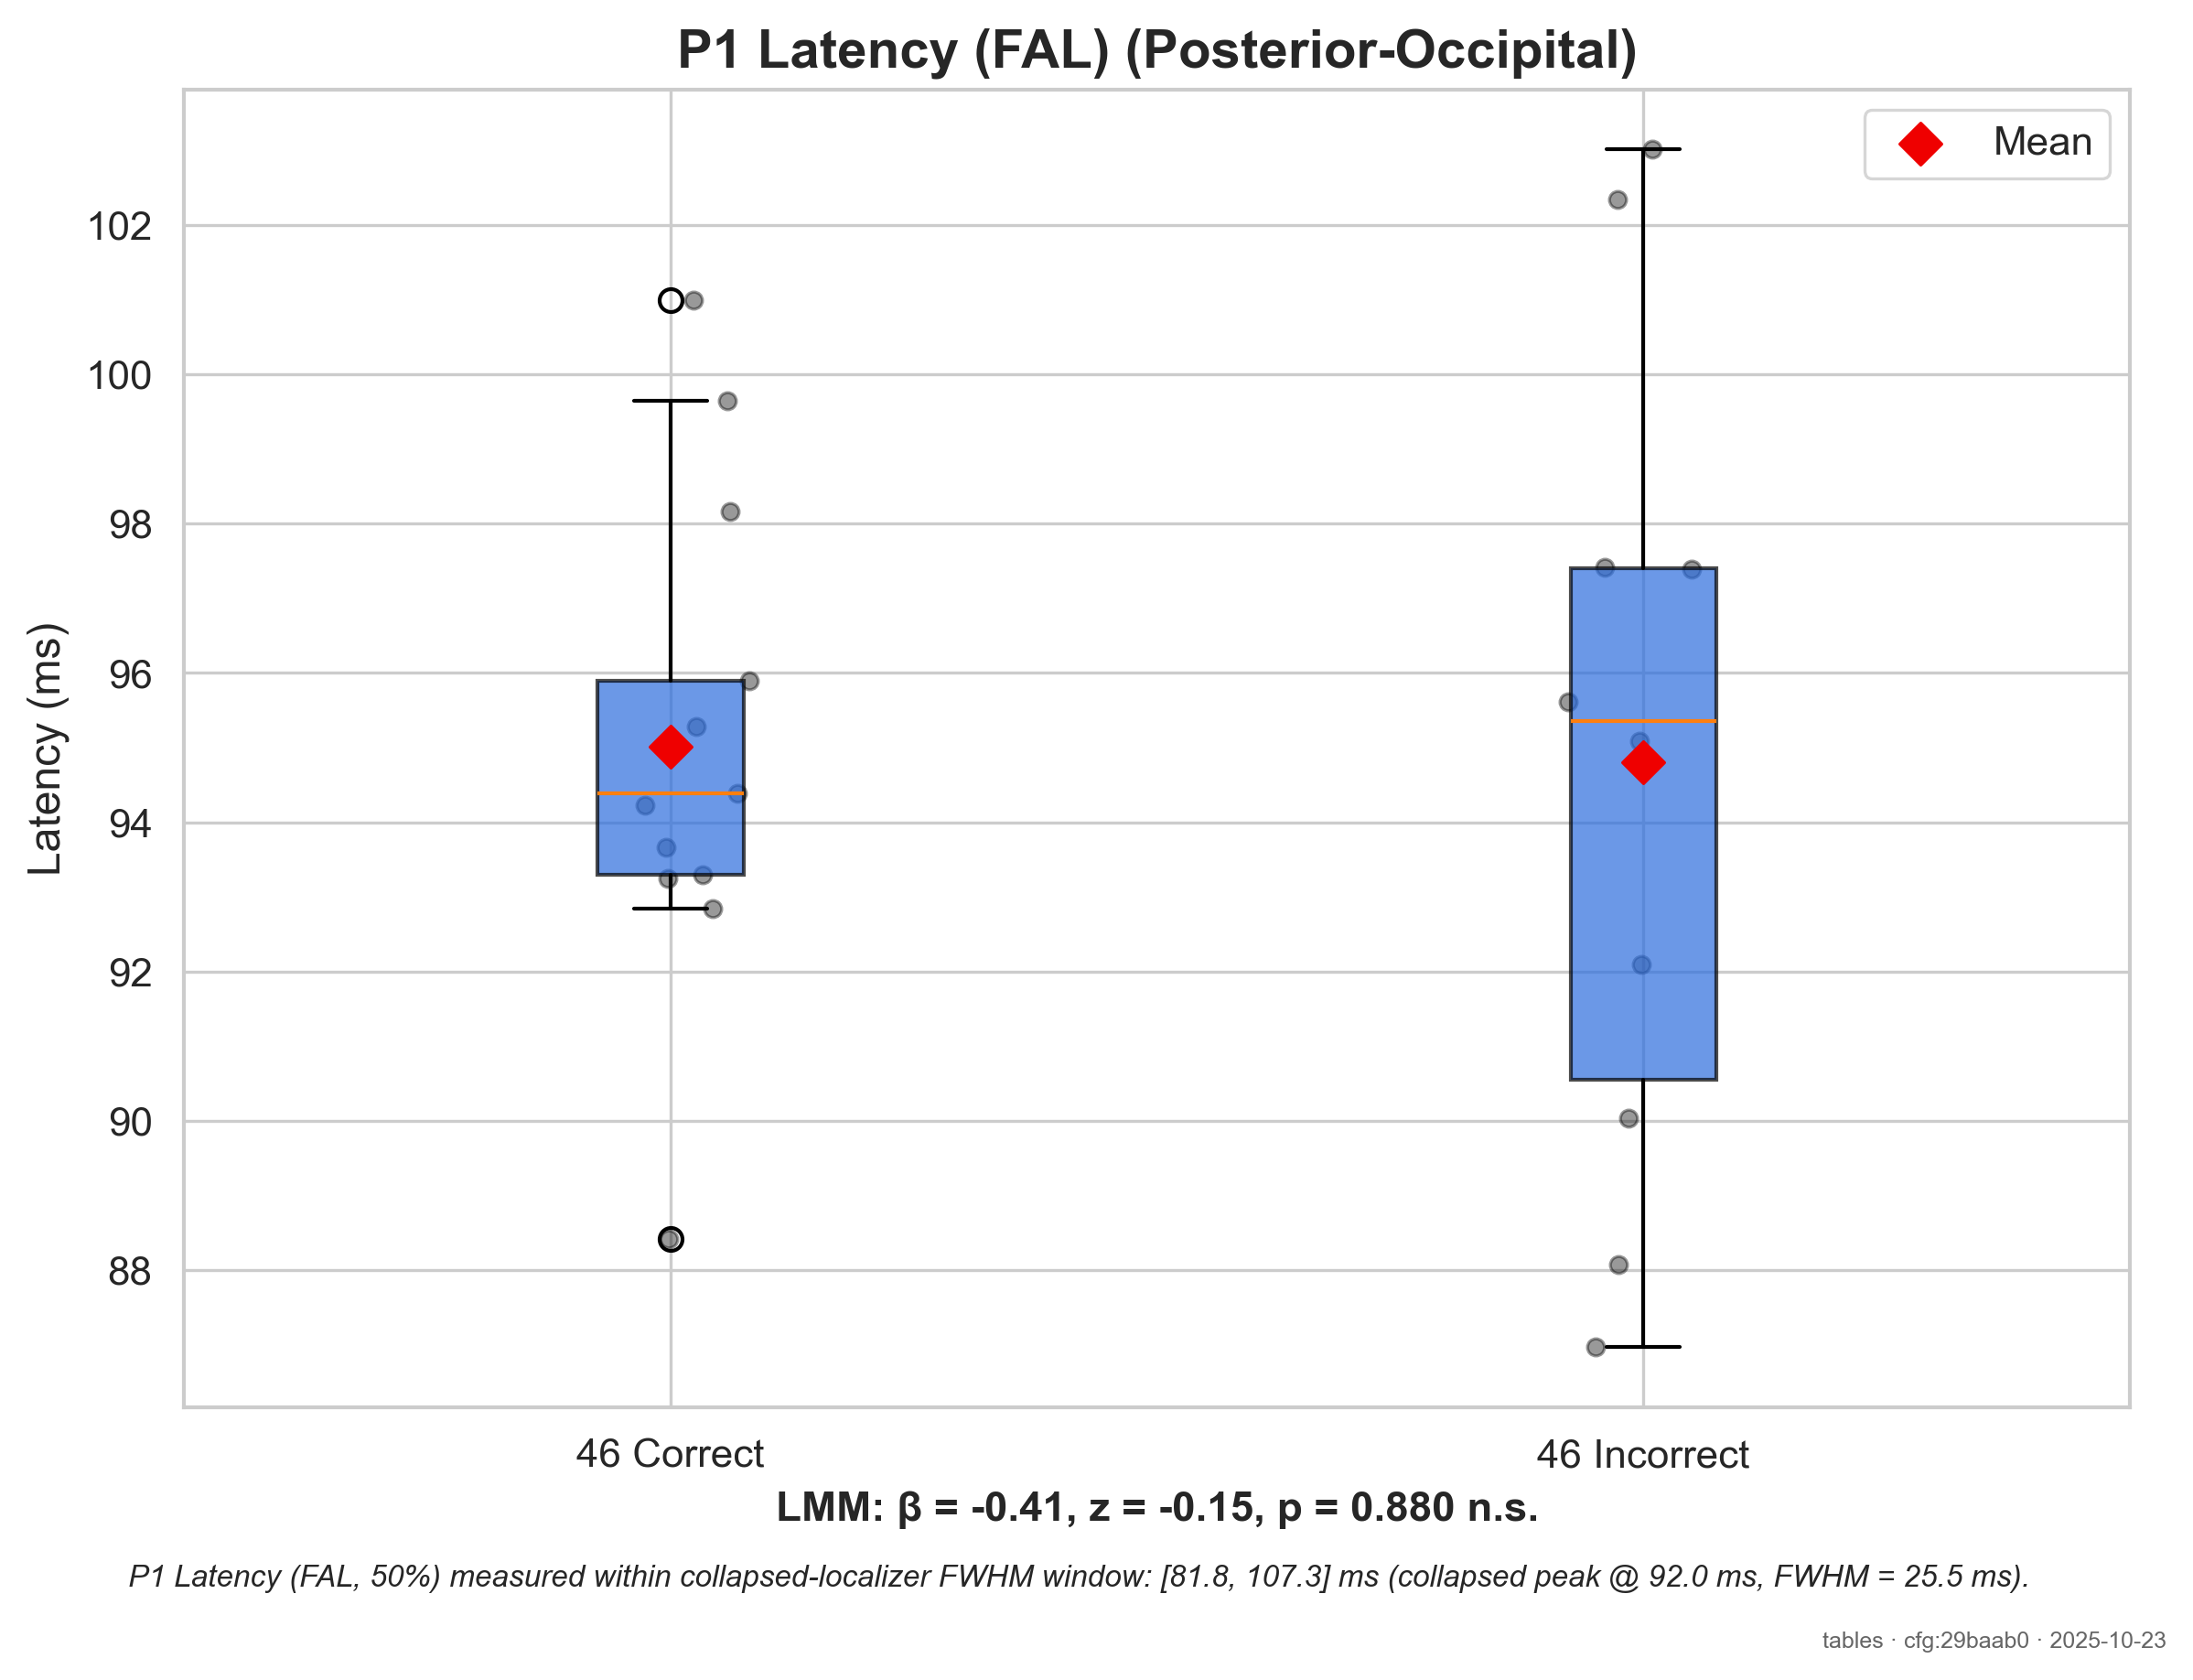 P1 Latency (FAL) (Posterior-Occipital)
Mean
Latency (ms)
102
100
98
96
94
92
90
88
46 Correct
46 Incorrect
LMM: β = -0.41, z = -0.15, p = 0.880 n.s.
P1 Latency (FAL, 50%) measured within collapsed-localizer FWHM window: [81.8, 107.3] ms (collapsed peak @ 92.0 ms, FWHM = 25.5 ms).
tables · cfg:29baab0 · 2025-10-23